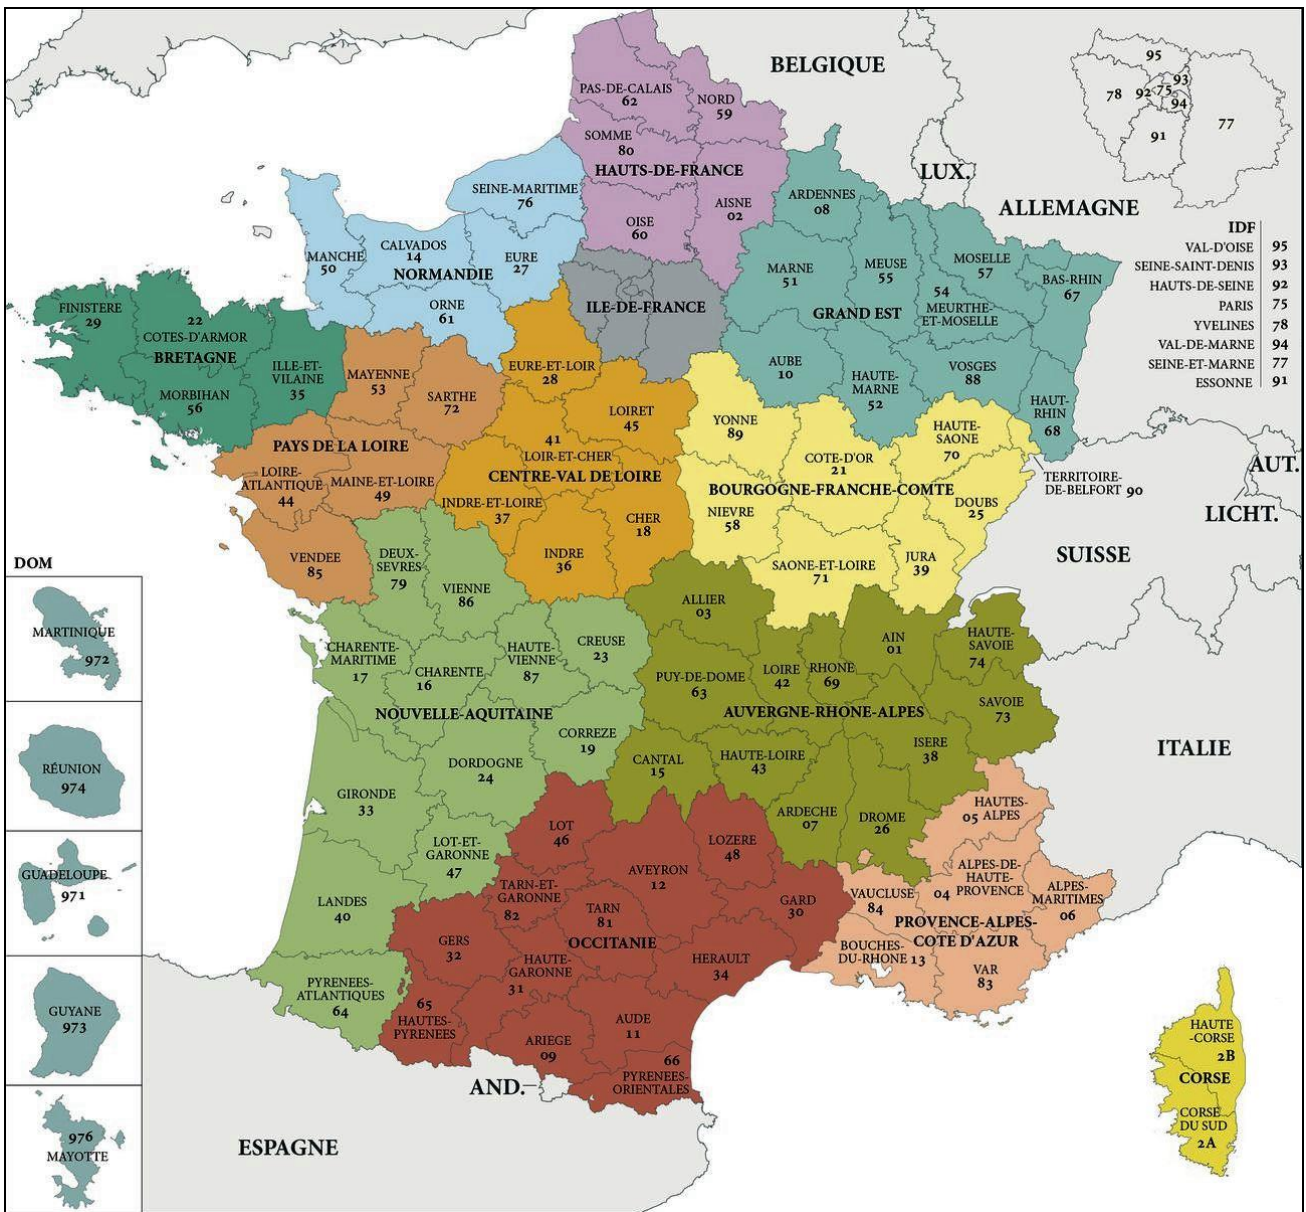 BELGIQUE
LUX.
ALLEMAGNE
AUT.
LICHT.
SUISSE
ITALIE
ESPAGNE
AND.
95
93
78
92
75
94
91
77
IDF
VAL-D'OISE 95
SEINE-SAINT-DENIS 93
HAUTS-DE-SEINE 92
PARIS 75
YVELINES 78
VAL-DE-MARNE 94
SEINE-ET-MARNE 77
ESSONNE 91
PAS-DE-CALAIS
62
NORD
59
SOMME
80
HAUTS-DE-FRANCE
OISE
60
AISNE
02
SEINE-MARITIME
76
MANCHE
50
CALVADOS
14
NORMANDIE
EURE
27
ORNE
61
ILE-DE-FRANCE
ARDENNES
08
MARNE
51
MEUSE
55
MOSELLE
57
54
MEURTHE-
ET-MOSELLE
BAS-RHIN
67
GRAND EST
AUBE
10
HAUTE-
MARNE
52
VOSGES
88
HAUT-
RHIN
68
FINISTERE
29
22
COTES-D'ARMOR
BRETAGNE
MORBIHAN
56
ILLE-ET-
VILAINE
35
MAYENNE
53
SARTHE
72
PAYS DE LA LOIRE
LOIRE-
ATLANTIQUE
44
MAINE-ET-LOIRE
49
VENDEE
85
EURE-ET-LOIR
28
LOIRET
45
41
LOIR-ET-CHER
CENTRE-VAL DE LOIRE
INDRE-ET-LOIRE
37
CHER
18
INDRE
36
YONNE
89
COTE-D'OR
21
HAUTE-
SAONE
70
BOURGOGNE-FRANCHE-COMTE
NIEVRE
58
DOUBS
25
SAONE-ET-LOIRE
71
JURA
39
TERRITOIRE-
DE-BELFORT 90
DEUX-
SEVRES
79
VIENNE
86
CHARENTE-
MARITIME
17
CHARENTE
16
HAUTE-
VIENNE
87
CREUSE
23
NOUVELLE-AQUITAINE
CORREZE
19
DORDOGNE
24
GIRONDE
33
LOT-ET-
GARONNE
47
LANDES
40
PYRENEES-
ATLANTIQUES
64
ALLIER
03
PUY-DE-DOME
63
LOIRE
42
RHONE
69
AIN
01
HAUTE-
SAVOIE
74
SAVOIE
73
AUVERGNE-RHONE-ALPES
ISERE
38
CANTAL
15
HAUTE-LOIRE
43
ARDECHE
07
DROME
26
LOT
46
LOZERE
48
AVEYRON
12
TARN-ET-
GARONNE
82
TARN
81
GARD
30
GERS
32
OCCITANIE
HAUTE-
GARONNE
31
HERAULT
34
65
HAUTES-
PYRENEES
ARIEGE
09
AUDE
11
66
PYRENEES-
ORIENTALES
HAUTES-
05 ALPES
ALPES-DE-
HAUTE-
04 PROVENCE
ALPES-
MARITIMES
06
VAUCLUSE
84
PROVENCE-ALPES-
COTE D'AZUR
BOUCHES-
DU-RHONE 13
VAR
83
HAUTE
-CORSE
2B
CORSE
CORSE
DU SUD
2A
DOM
MARTINIQUE
972
RÉUNION
974
GUADELOUPE
971
GUYANE
973
976
MAYOTTE